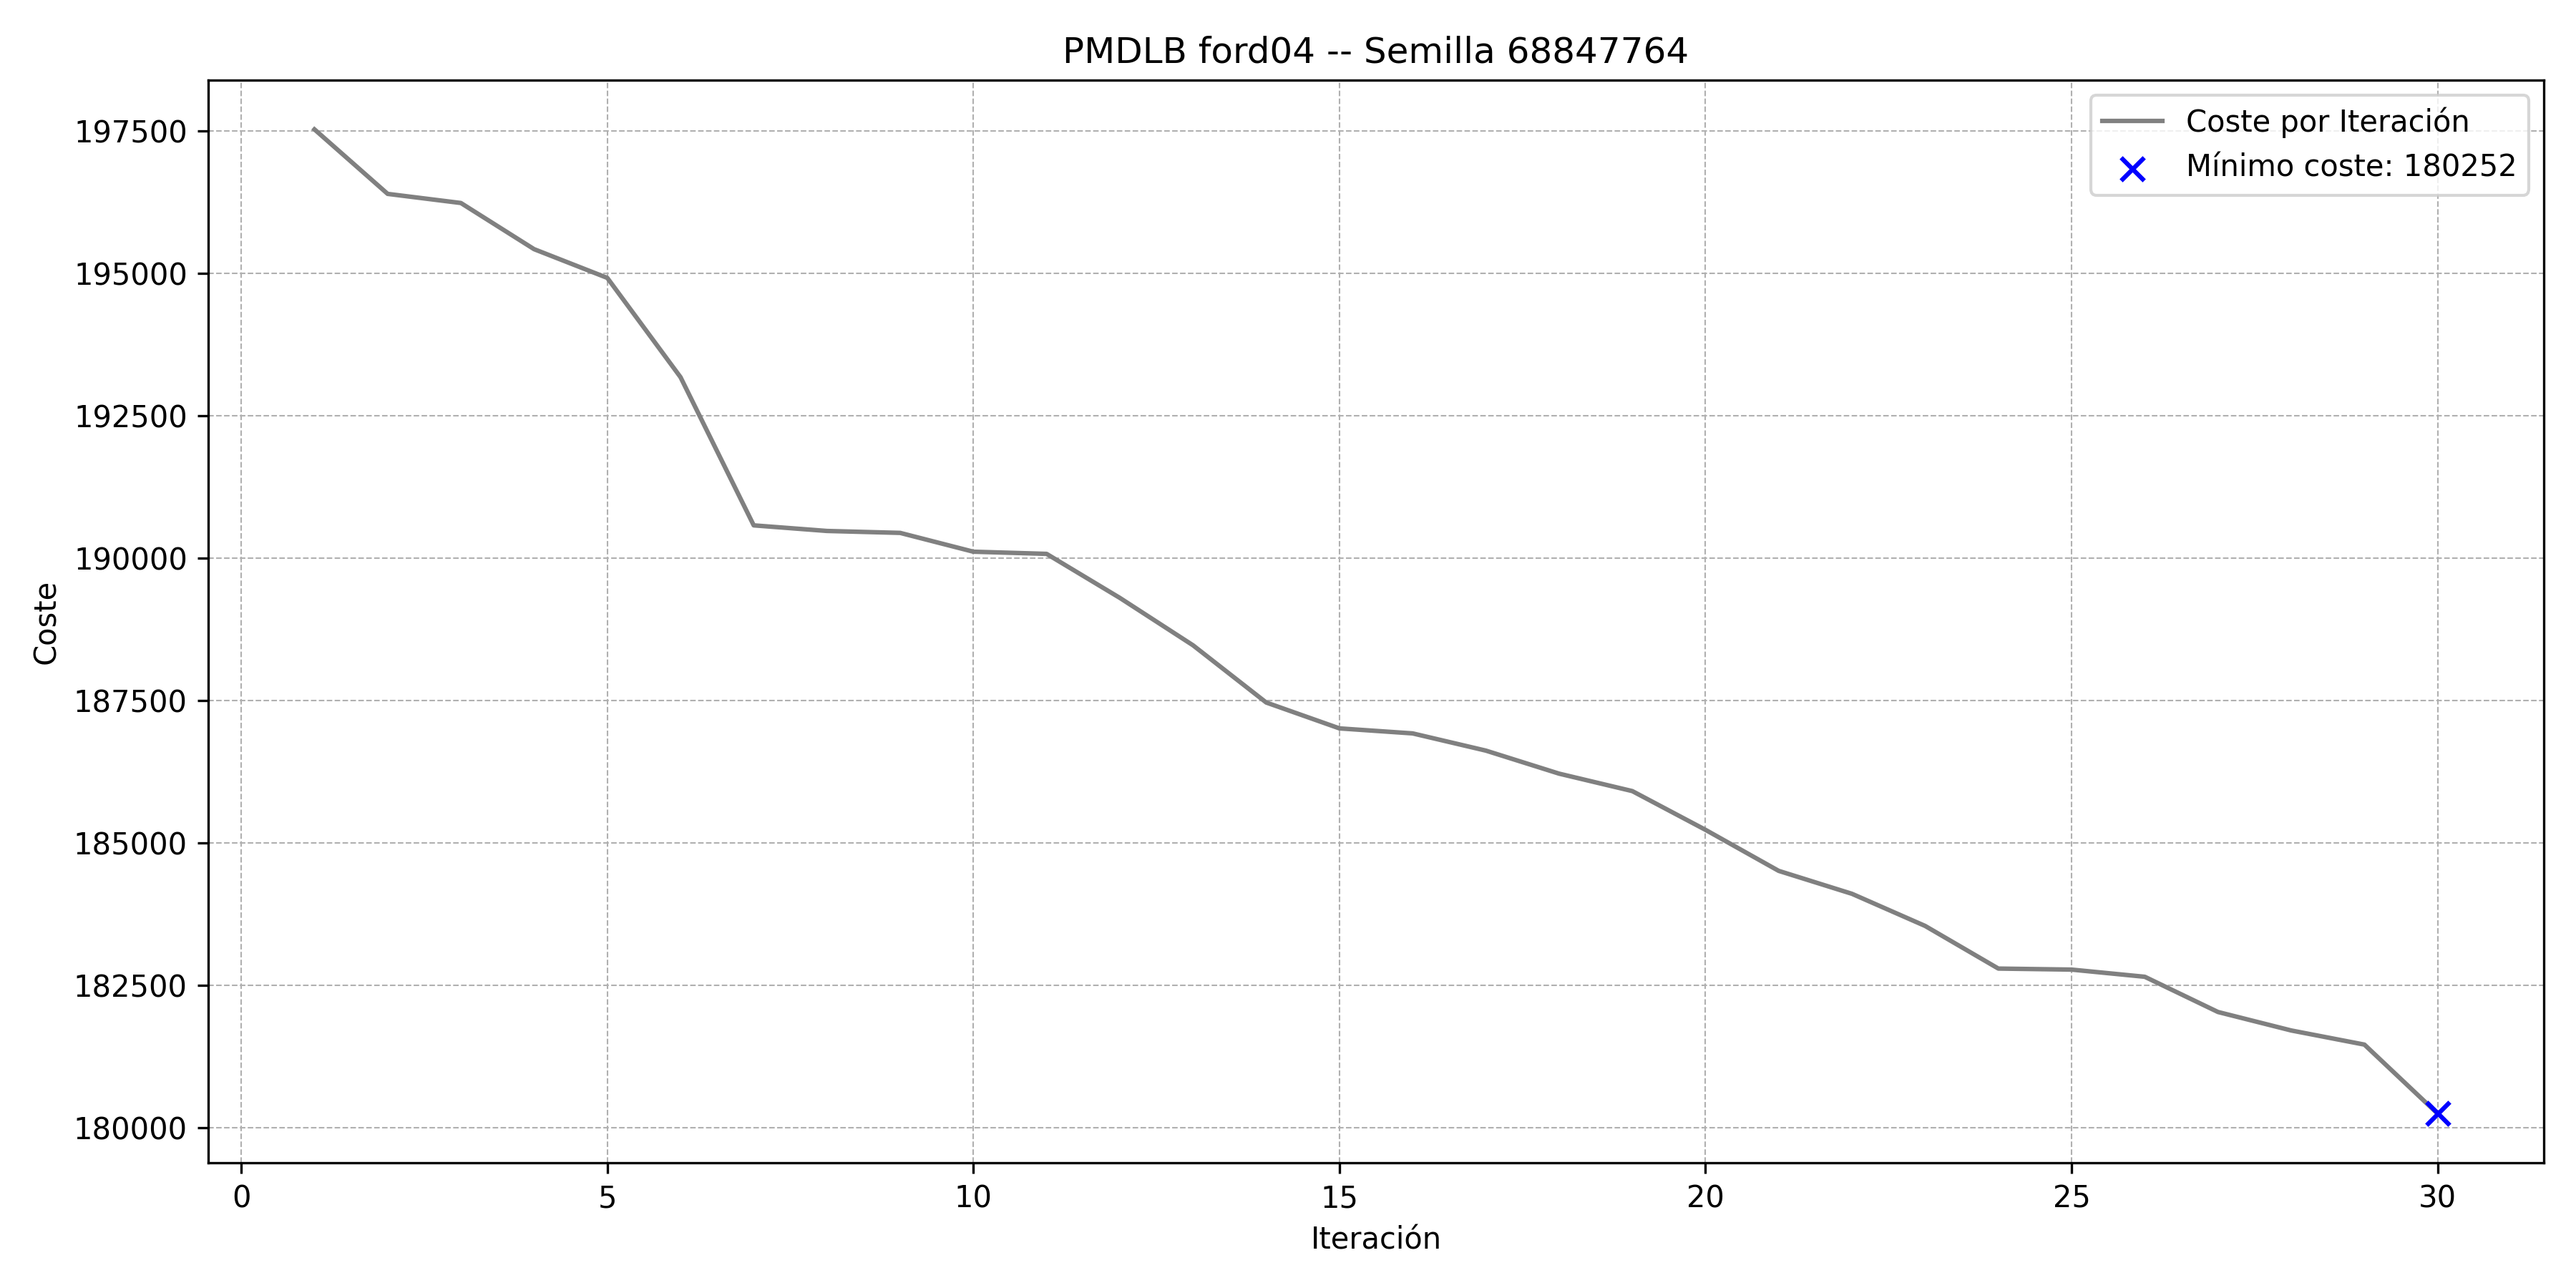 PMDLB ford04 -- Semilla 68847764
Coste por Iteración
Mínimo coste: 180252
197500
195000
192500
190000
187500
185000
182500
180000
Coste
0 5 10 15 20 25 30
Iteración